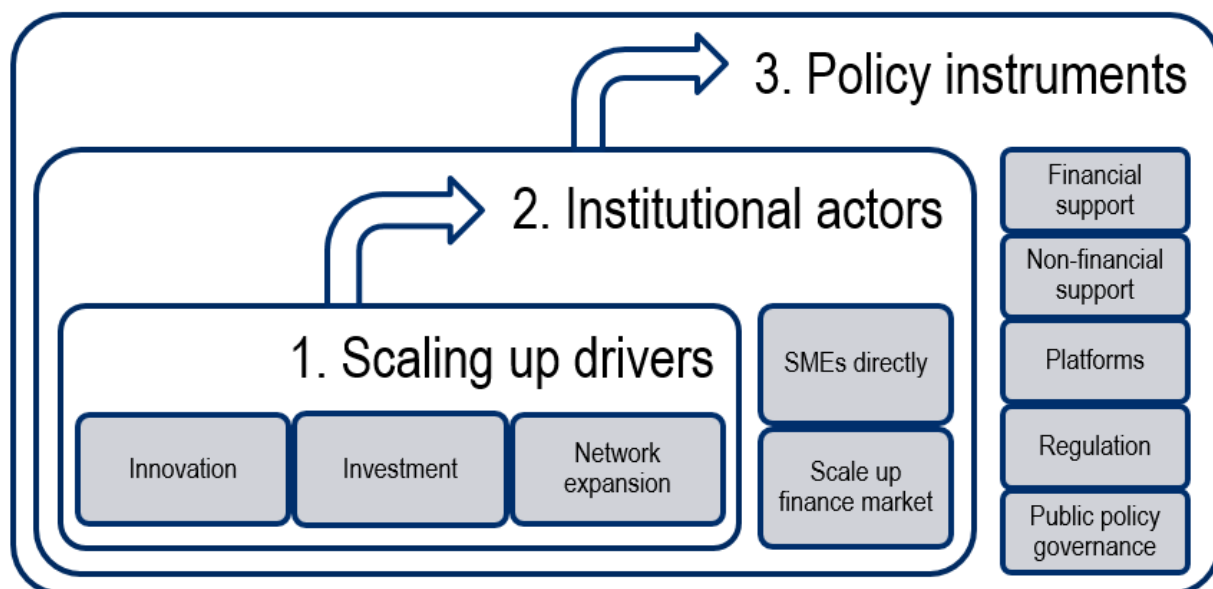 3. Policy instruments
2. Institutional actors
1. Scaling up drivers
Innovation
Investment
Network
expansion
SMEs directly
Scale up
finance market
Financial
support
Non-financial
support
Platforms
Regulation
Public policy
governance